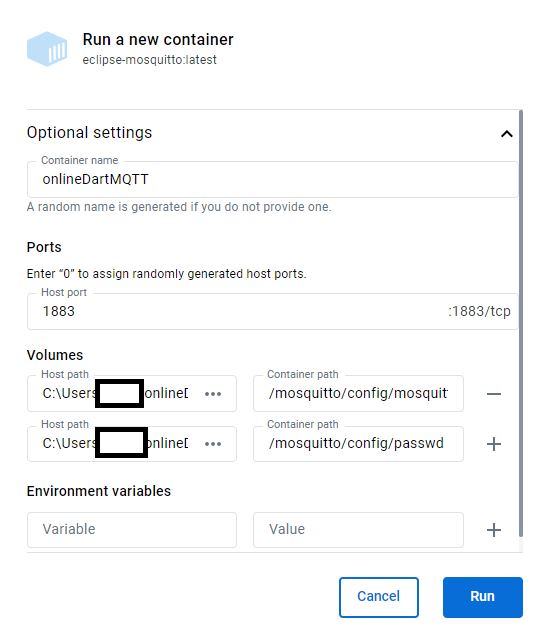 Run a new container
eclipse-mosquitto:latest
Optional settings
Container name
onlineDartMQTT
A random name is generated if you do not provide one.
Ports
Enter “0” to assign randomly generated host ports.
Host port
1883 :1883/tcp
Volumes
Host path Container path
C:\Users onlineD /mosquitto/config/mosquit
Host path Container path
C:\Users onlineD /mosquitto/config/passwd
Environment variables
Variable Value
Cancel Run